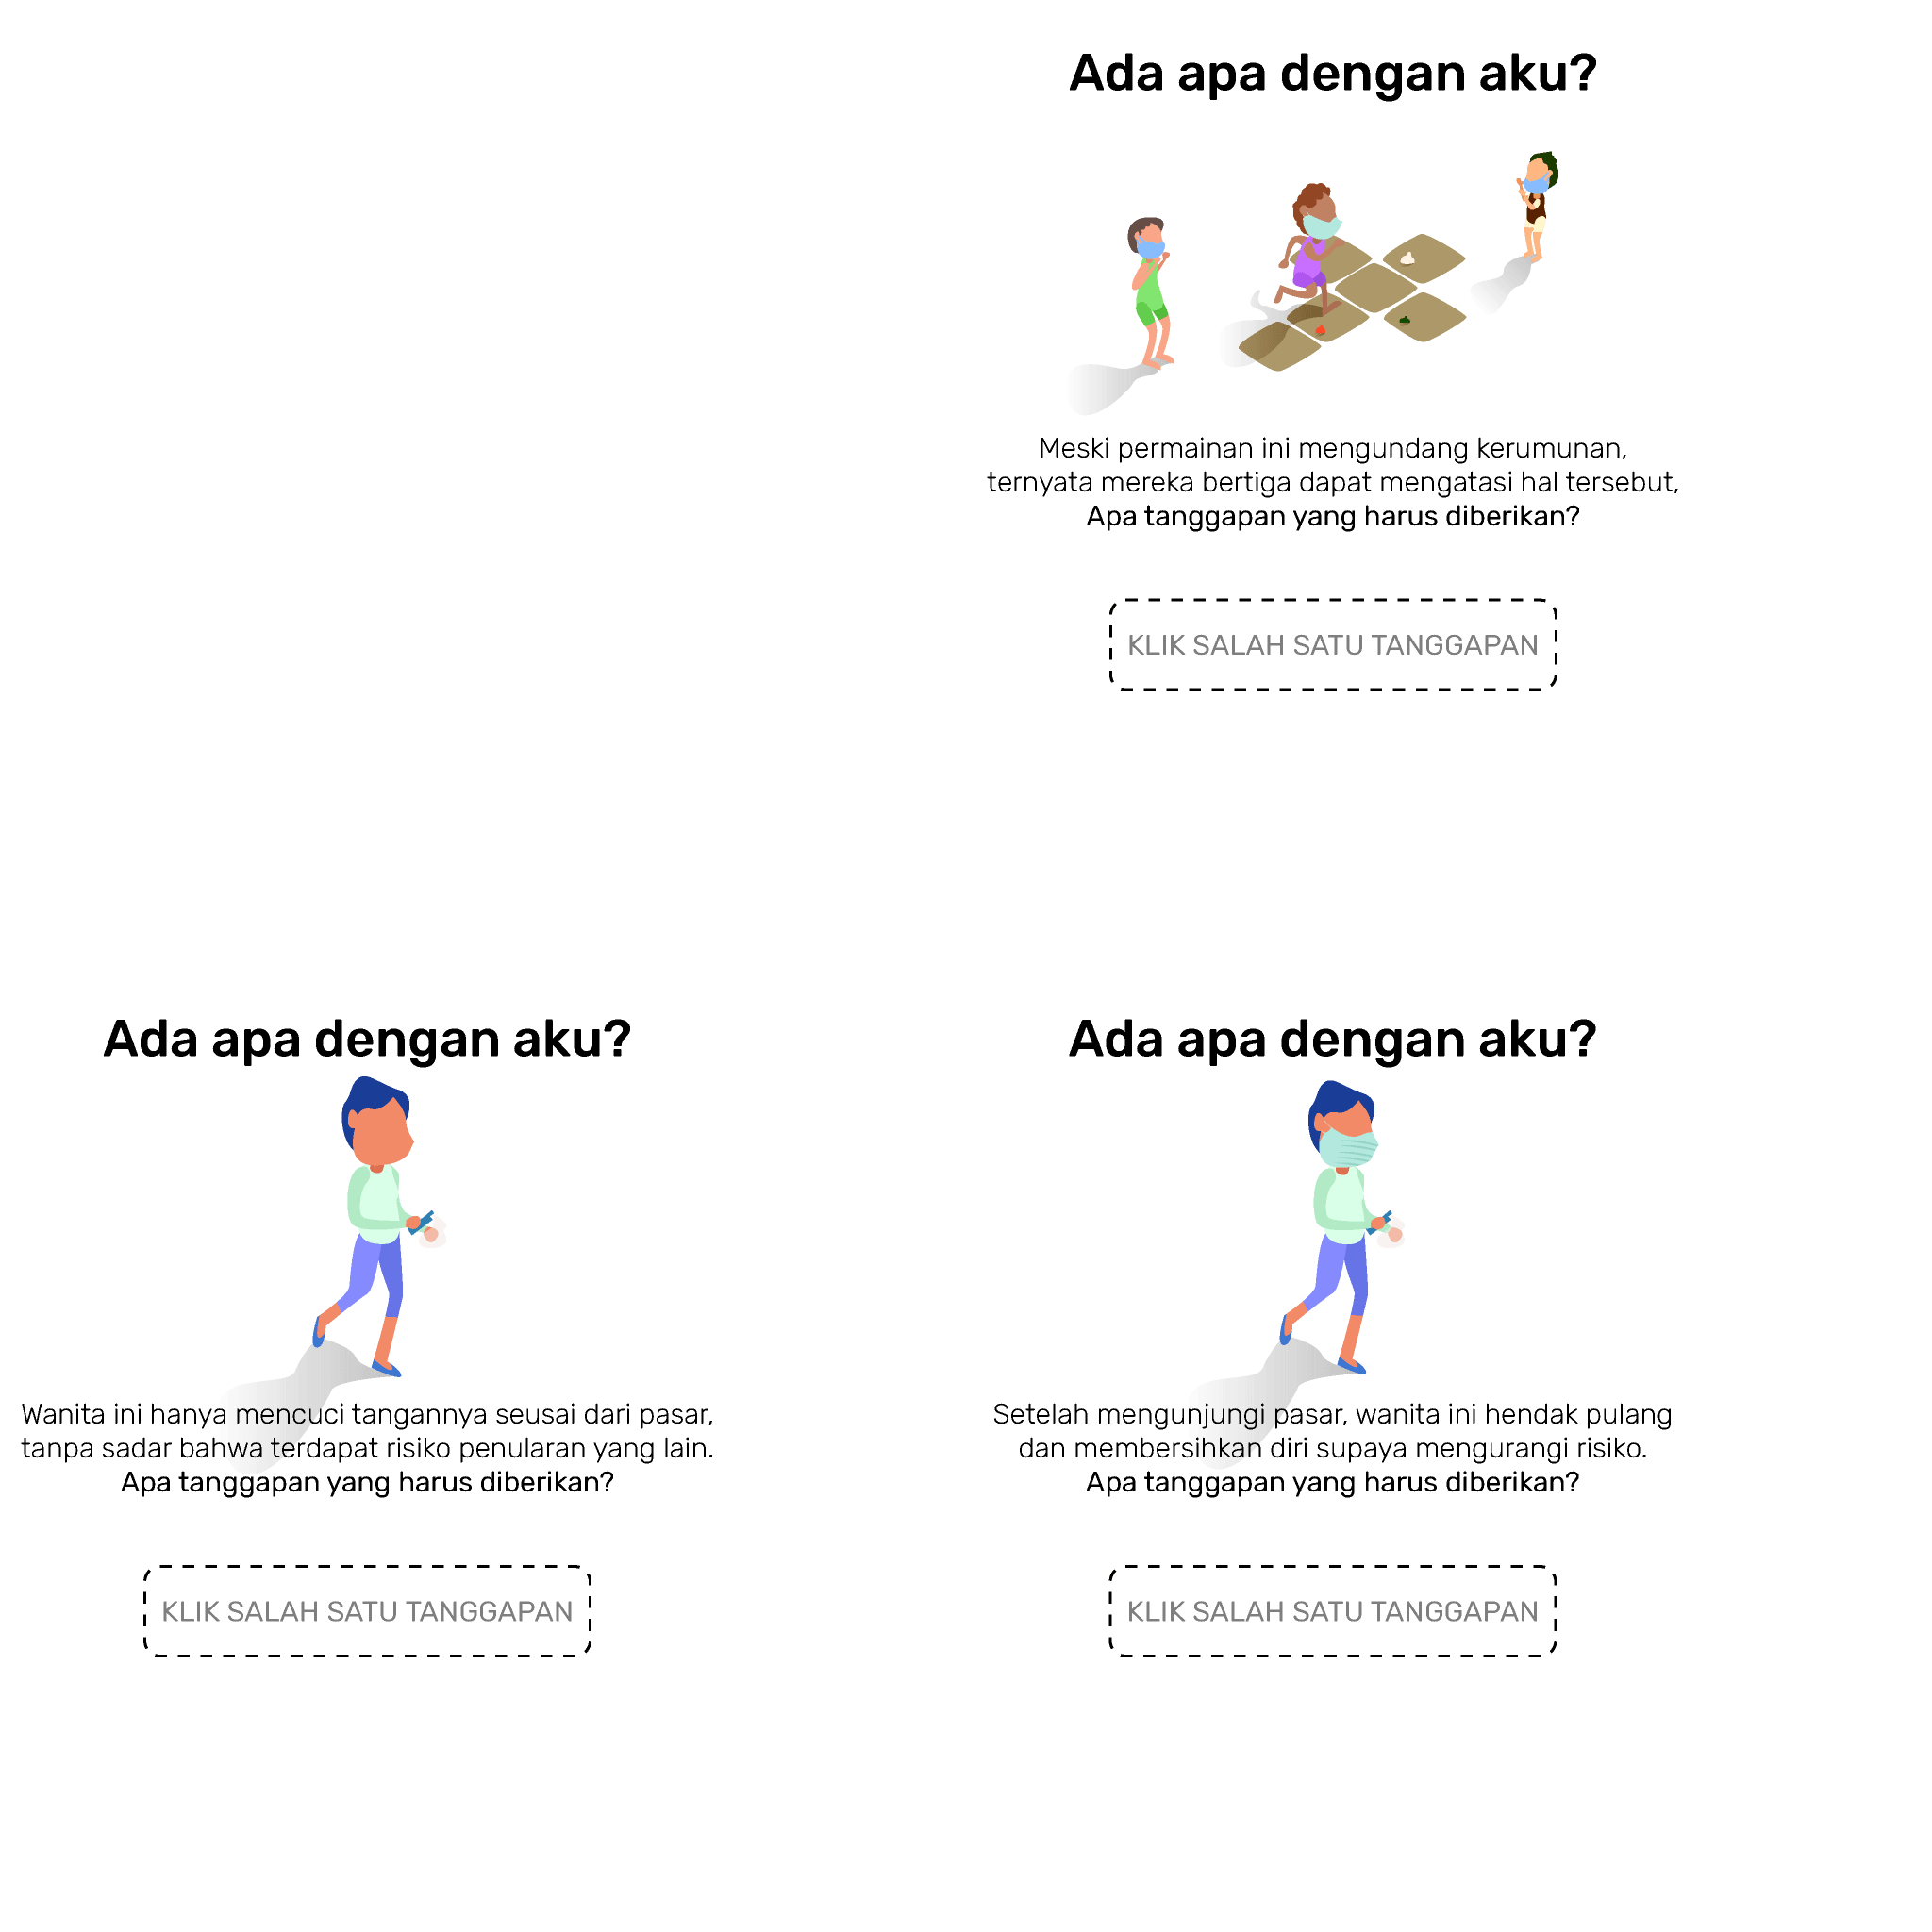 Ada apa dengan aku?
Meski permainan ini mengundang kerumunan,
ternyata mereka bertiga dapat mengatasi hal tersebut,
Apa tanggapan yang harus diberikan?
KLIK SALAH SATU TANGGAPAN
Ada apa dengan aku?
Wanita ini hanya mencuci tangannya seusai dari pasar,
tanpa sadar bahwa terdapat risiko penularan yang lain.
Apa tanggapan yang harus diberikan?
KLIK SALAH SATU TANGGAPAN
Ada apa dengan aku?
Setelah mengunjungi pasar, wanita ini hendak pulang
dan membersihkan diri supaya mengurangi risiko.
Apa tanggapan yang harus diberikan?
KLIK SALAH SATU TANGGAPAN